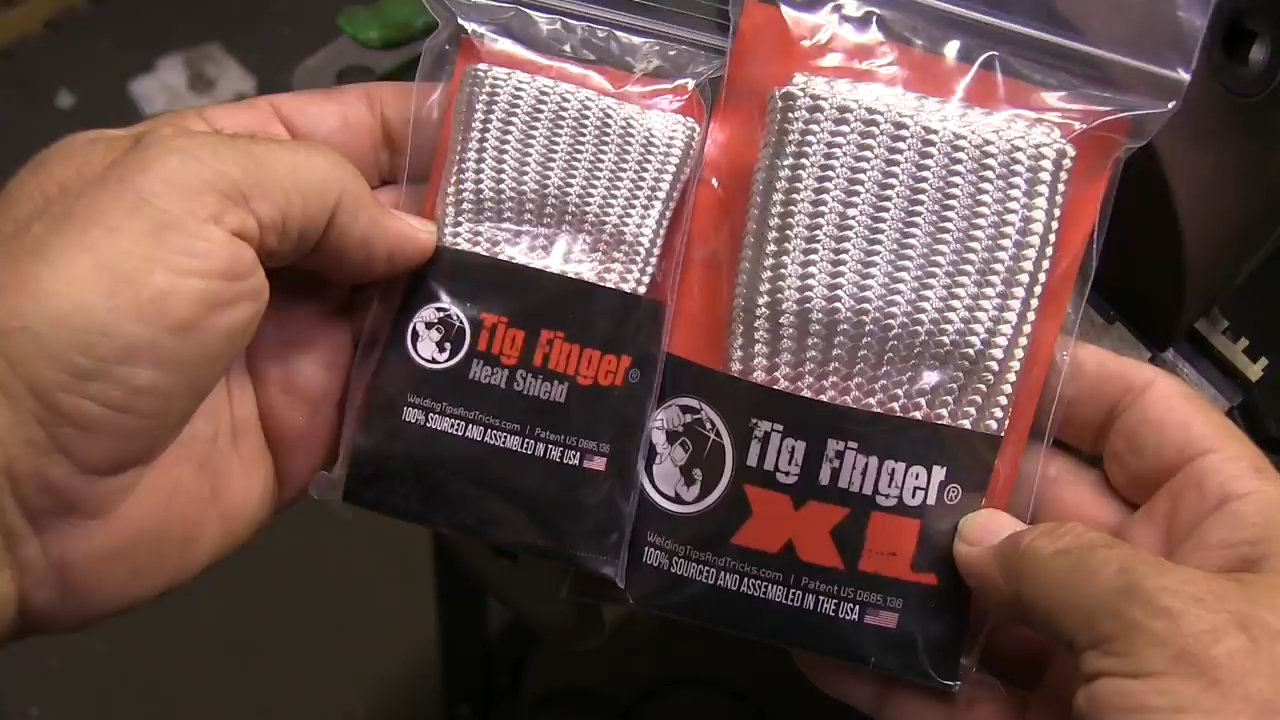 Tig Finger®
Heat Shield
WeldingTipsAndTricks.com | Patent US D685,136
100% SOURCED AND ASSEMBLED IN THE USA
Tig Finger®
XL
WeldingTipsAndTricks.com | Patent US D685,136
100% SOURCED AND ASSEMBLED IN THE USA